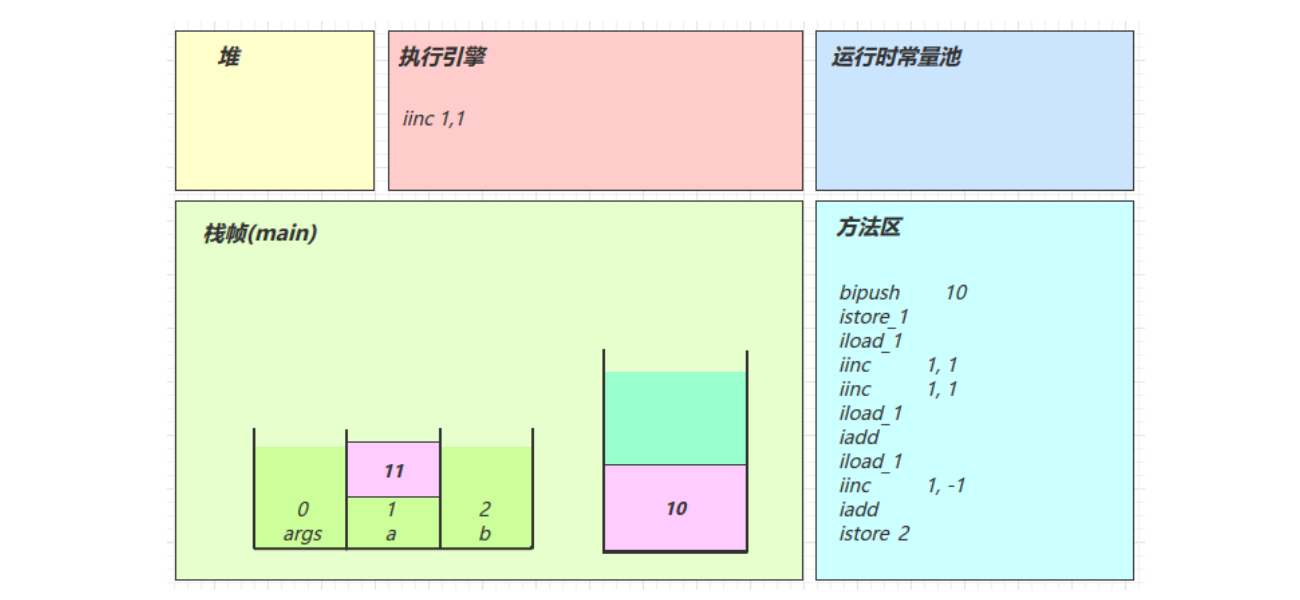 堆
执行引擎
运行时常量池
iinc 1,1
栈帧(main)
方法区
bipush 10
istore_1
iload_1
iinc 1, 1
iinc 1, 1
iload_1
iadd
iload_1
iinc 1, -1
iadd
istore 2
11
10
0 1 2
args a b